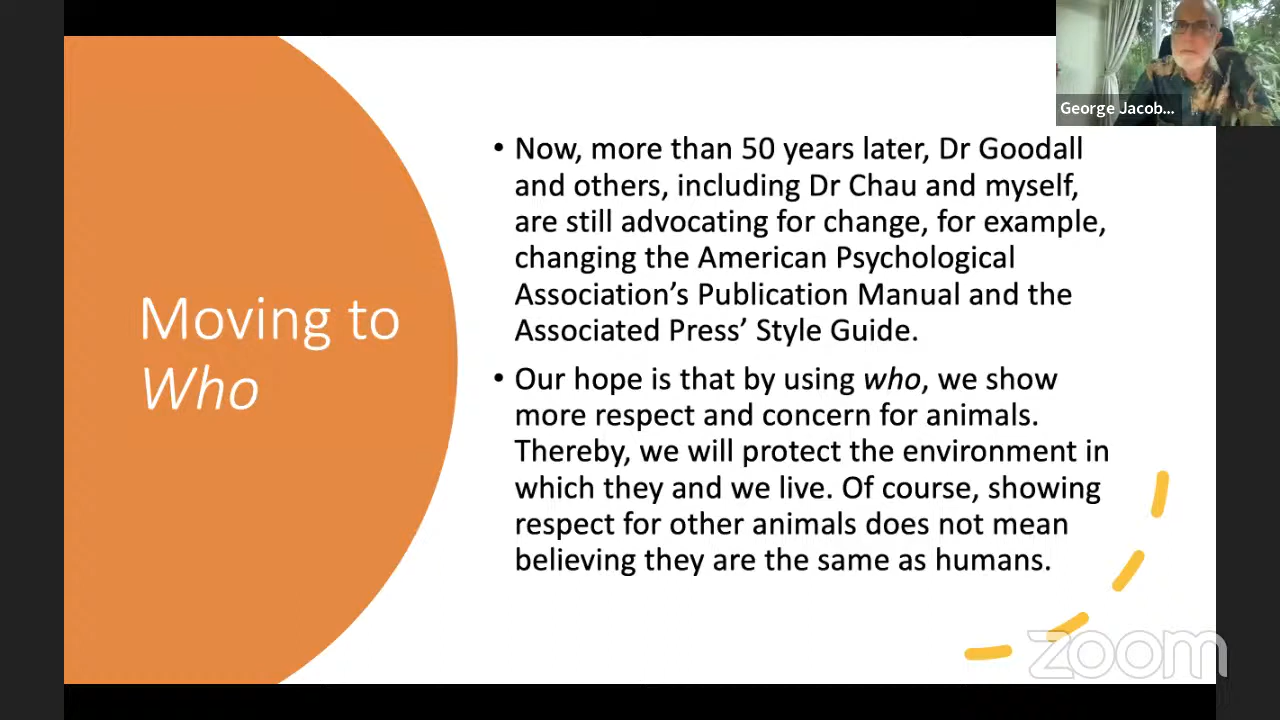 George Jacob...
• Now, more than 50 years later, Dr Goodall
and others, including Dr Chau and myself,
are still advocating for change, for example,
changing the American Psychological
Association’s Publication Manual and the
Associated Press’ Style Guide.
• Our hope is that by using who, we show
more respect and concern for animals.
Thereby, we will protect the environment in
which they and we live. Of course, showing
respect for other animals does not mean
believing they are the same as humans.
Moving to
Who
zoom